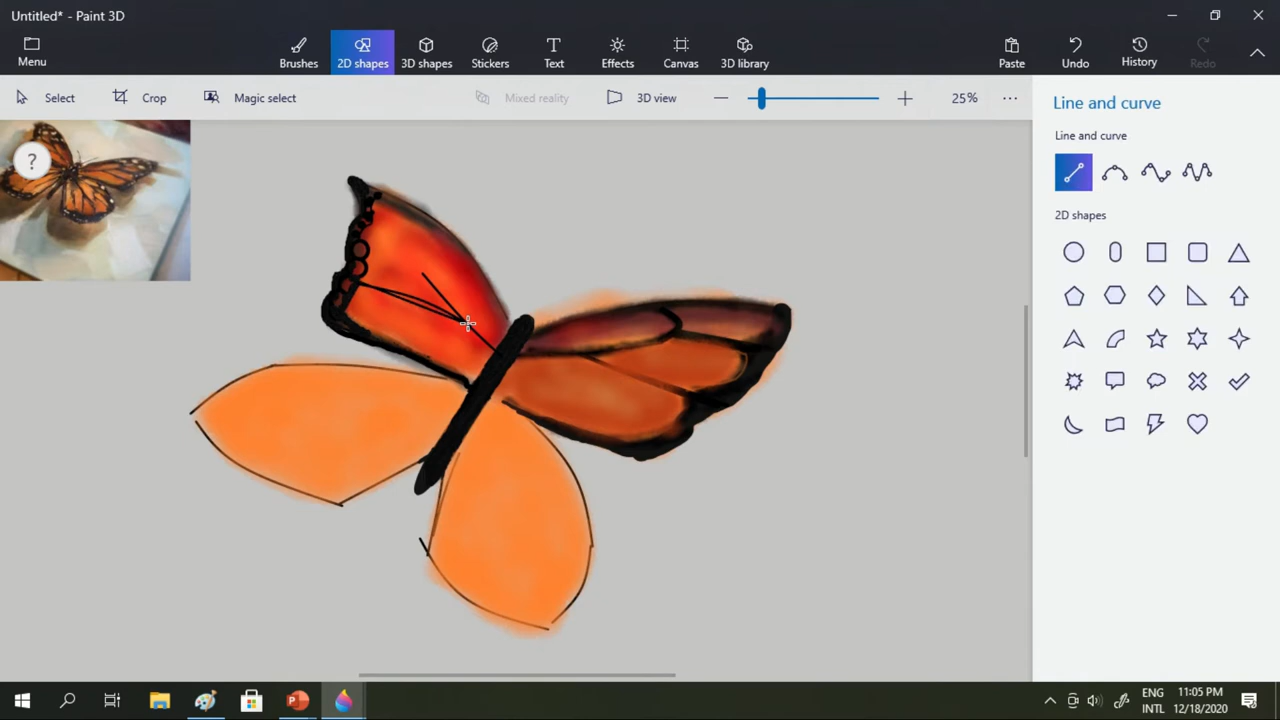 Untitled* - Paint 3D
Menu
Brushes
2D shapes
3D shapes
Stickers
Text
Effects
Canvas
3D library
Paste
Undo
History
Redo
Select
Crop
Magic select
Mixed reality
3D view
25%
Line and curve
Line and curve
2D shapes
?
P
ENG
INTL
11:05 PM
12/18/2020